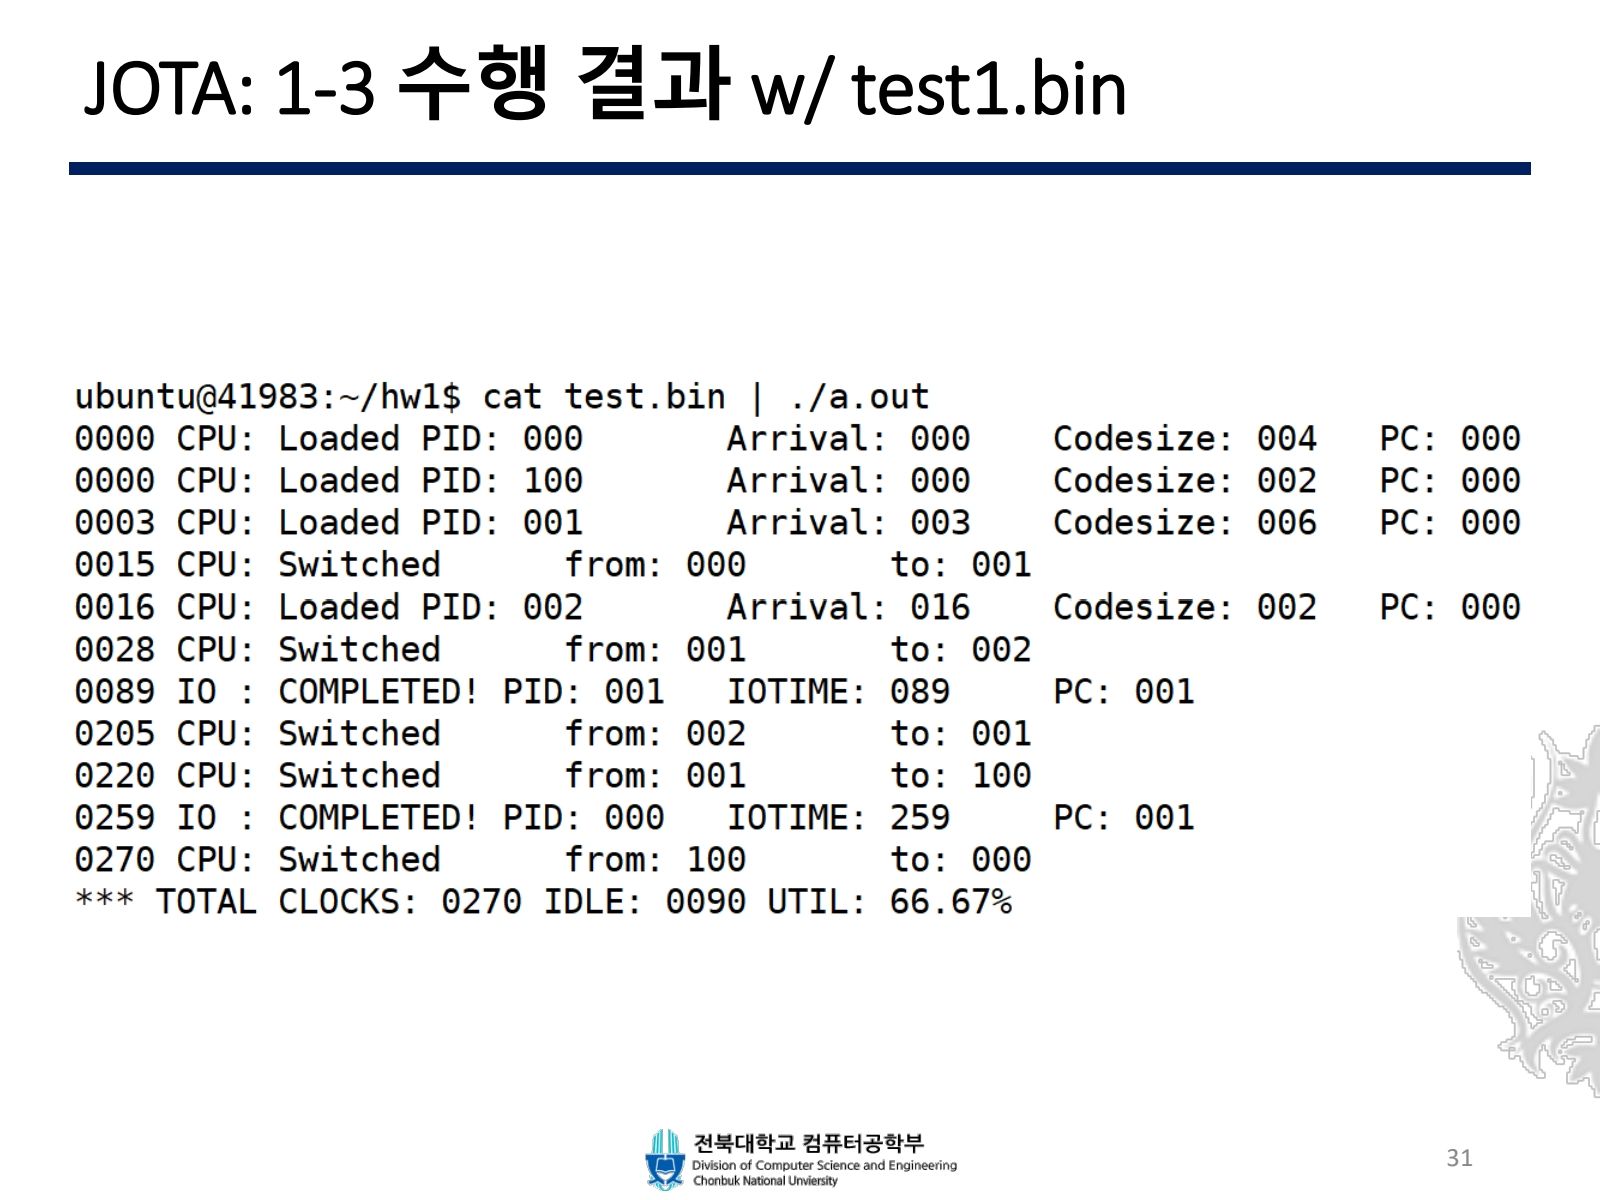 JOTA: 1-3 수행 결과 w/ test1.bin
ubuntu@41983:~/hw1$ cat test.bin | ./a.out
0000 CPU: Loaded PID: 000 Arrival: 000 Codesize: 004 PC: 000
0000 CPU: Loaded PID: 100 Arrival: 000 Codesize: 002 PC: 000
0003 CPU: Loaded PID: 001 Arrival: 003 Codesize: 006 PC: 000
0015 CPU: Switched from: 000 to: 001
0016 CPU: Loaded PID: 002 Arrival: 016 Codesize: 002 PC: 000
0028 CPU: Switched from: 001 to: 002
0089 IO : COMPLETED! PID: 001 IOTIME: 089 PC: 001
0205 CPU: Switched from: 002 to: 001
0220 CPU: Switched from: 001 to: 100
0259 IO : COMPLETED! PID: 000 IOTIME: 259 PC: 001
0270 CPU: Switched from: 100 to: 000
*** TOTAL CLOCKS: 0270 IDLE: 0090 UTIL: 66.67%
전북대학교 컴퓨터공학부
Division of Computer Science and Engineering
Chonbuk National Unviersity
31